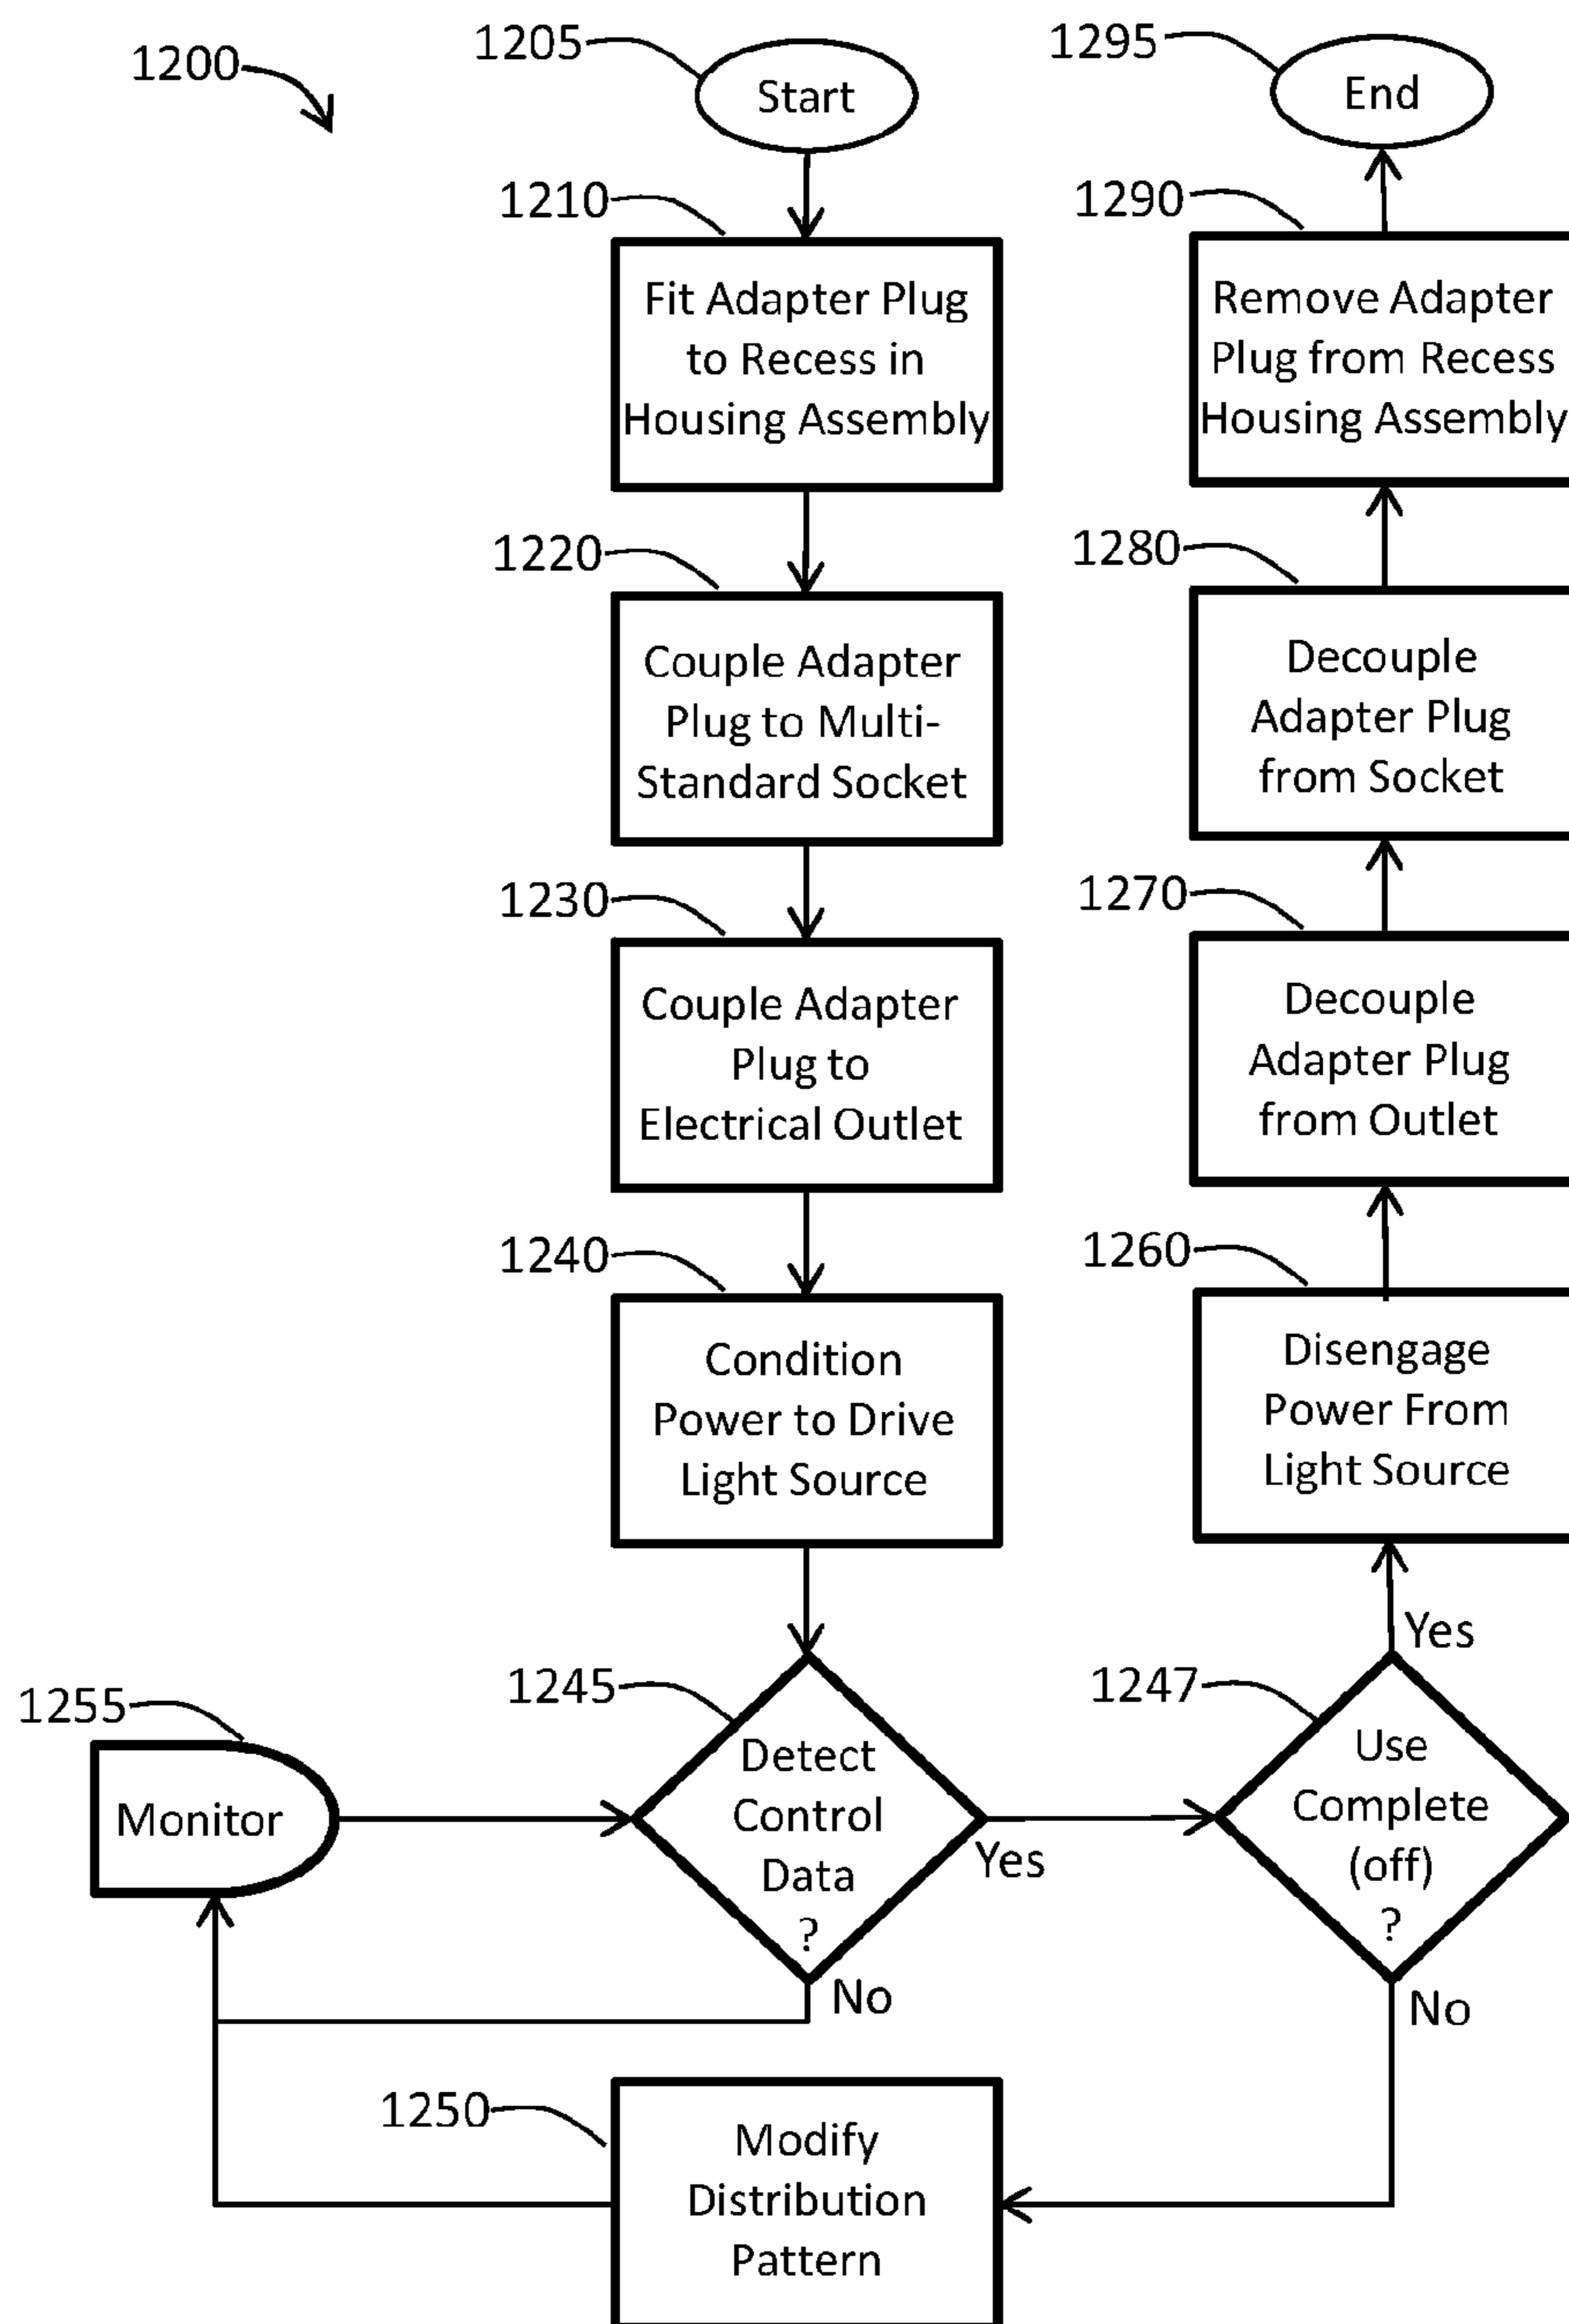 1200
1205
Start
1210
Fit Adapter Plug
to Recess in
Housing Assembly
1220
Couple Adapter
Plug to Multi-
Standard Socket
1230
Couple Adapter
Plug to
Electrical Outlet
1240
Condition
Power to Drive
Light Source
1245
Detect
Control
Data
?
Yes
No
1255
Monitor
1247
Use
Complete
(off)
?
Yes
No
1250
Modify
Distribution
Pattern
1260
Disengage
Power From
Light Source
1270
Decouple
Adapter Plug
from Outlet
1280
Decouple
Adapter Plug
from Socket
1290
Remove Adapter
Plug from Recess
Housing Assembly
1295
End